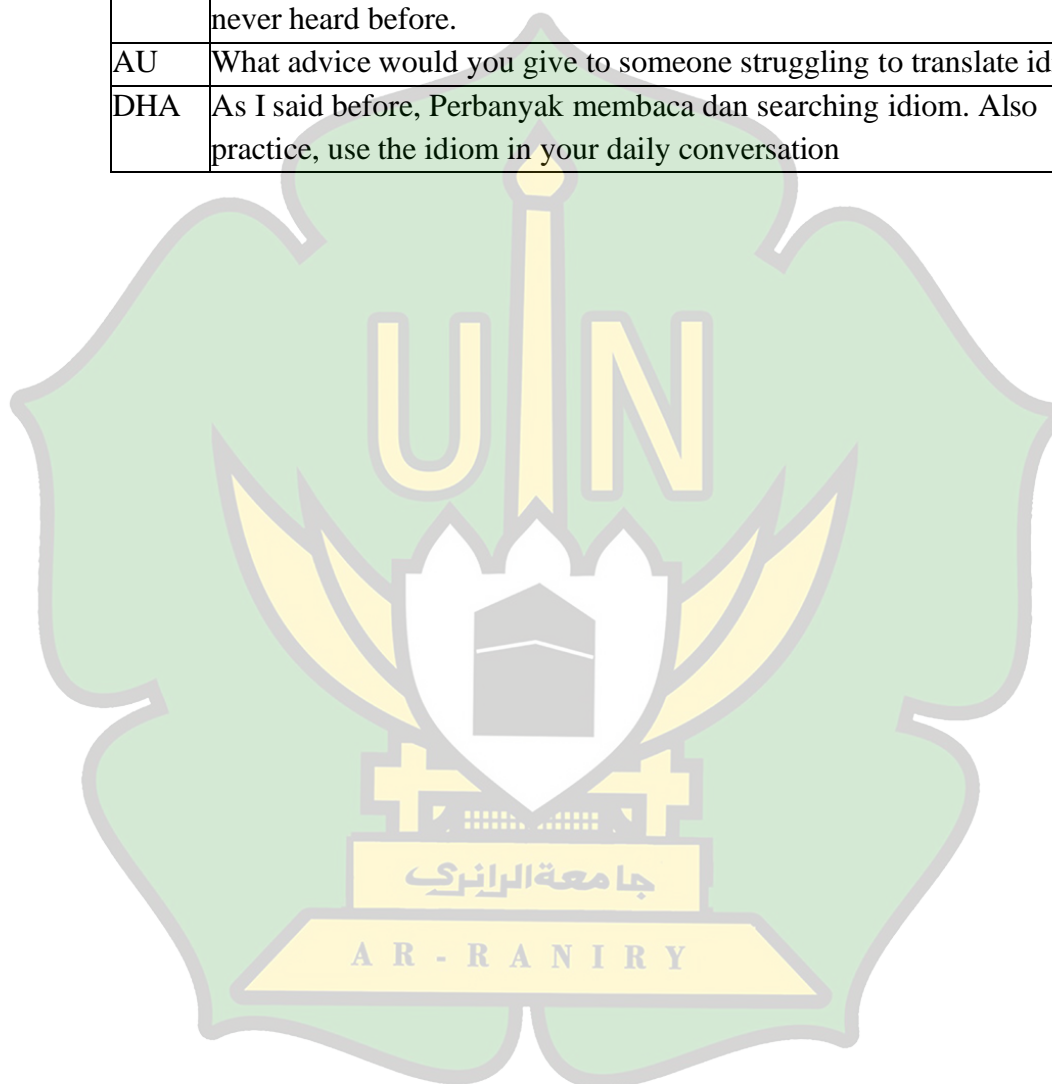 never heard before.
AU What advice would you give to someone struggling to translate
DHA As I said before, Perbanyak membaca dan searching idiom. Also
practice, use the idiom in your daily conversation
UIN
جامعة الرانري
AR-RANIRY